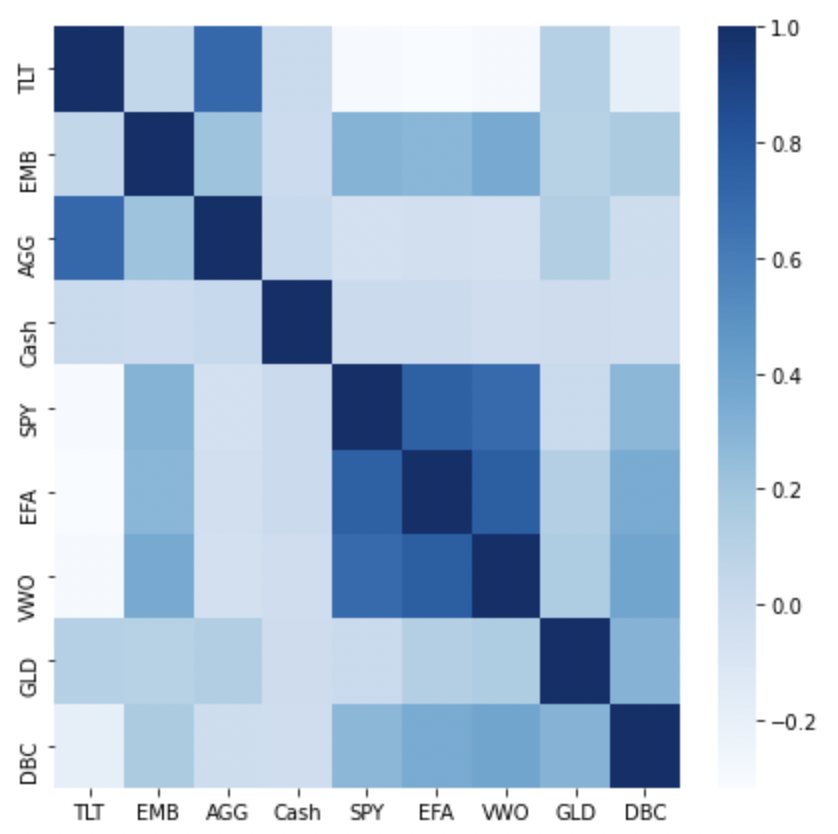 TLT
EMB
AGG
Cash
SPY
EFA
VWO
GLD
DBC
TLT EMB AGG Cash SPY EFA VWO GLD DBC
1.0
0.8
0.6
0.4
0.2
0.0
−0.2